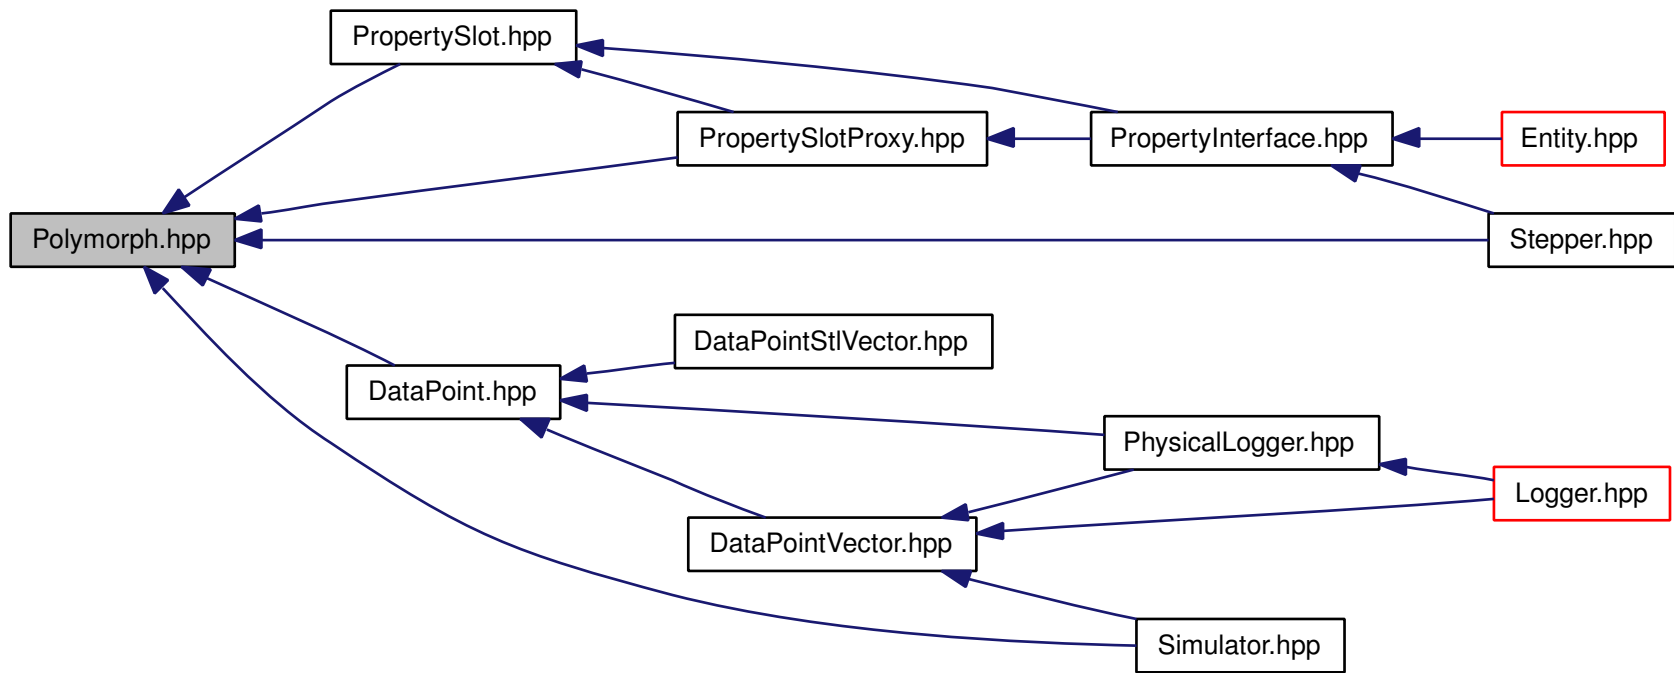 PropertySlot.hpp
PropertySlotProxy.hpp
PropertyInterface.hpp
Entity.hpp
Polymorph.hpp
Stepper.hpp
DataPointStlVector.hpp
DataPoint.hpp
PhysicalLogger.hpp
Logger.hpp
DataPointVector.hpp
Simulator.hpp